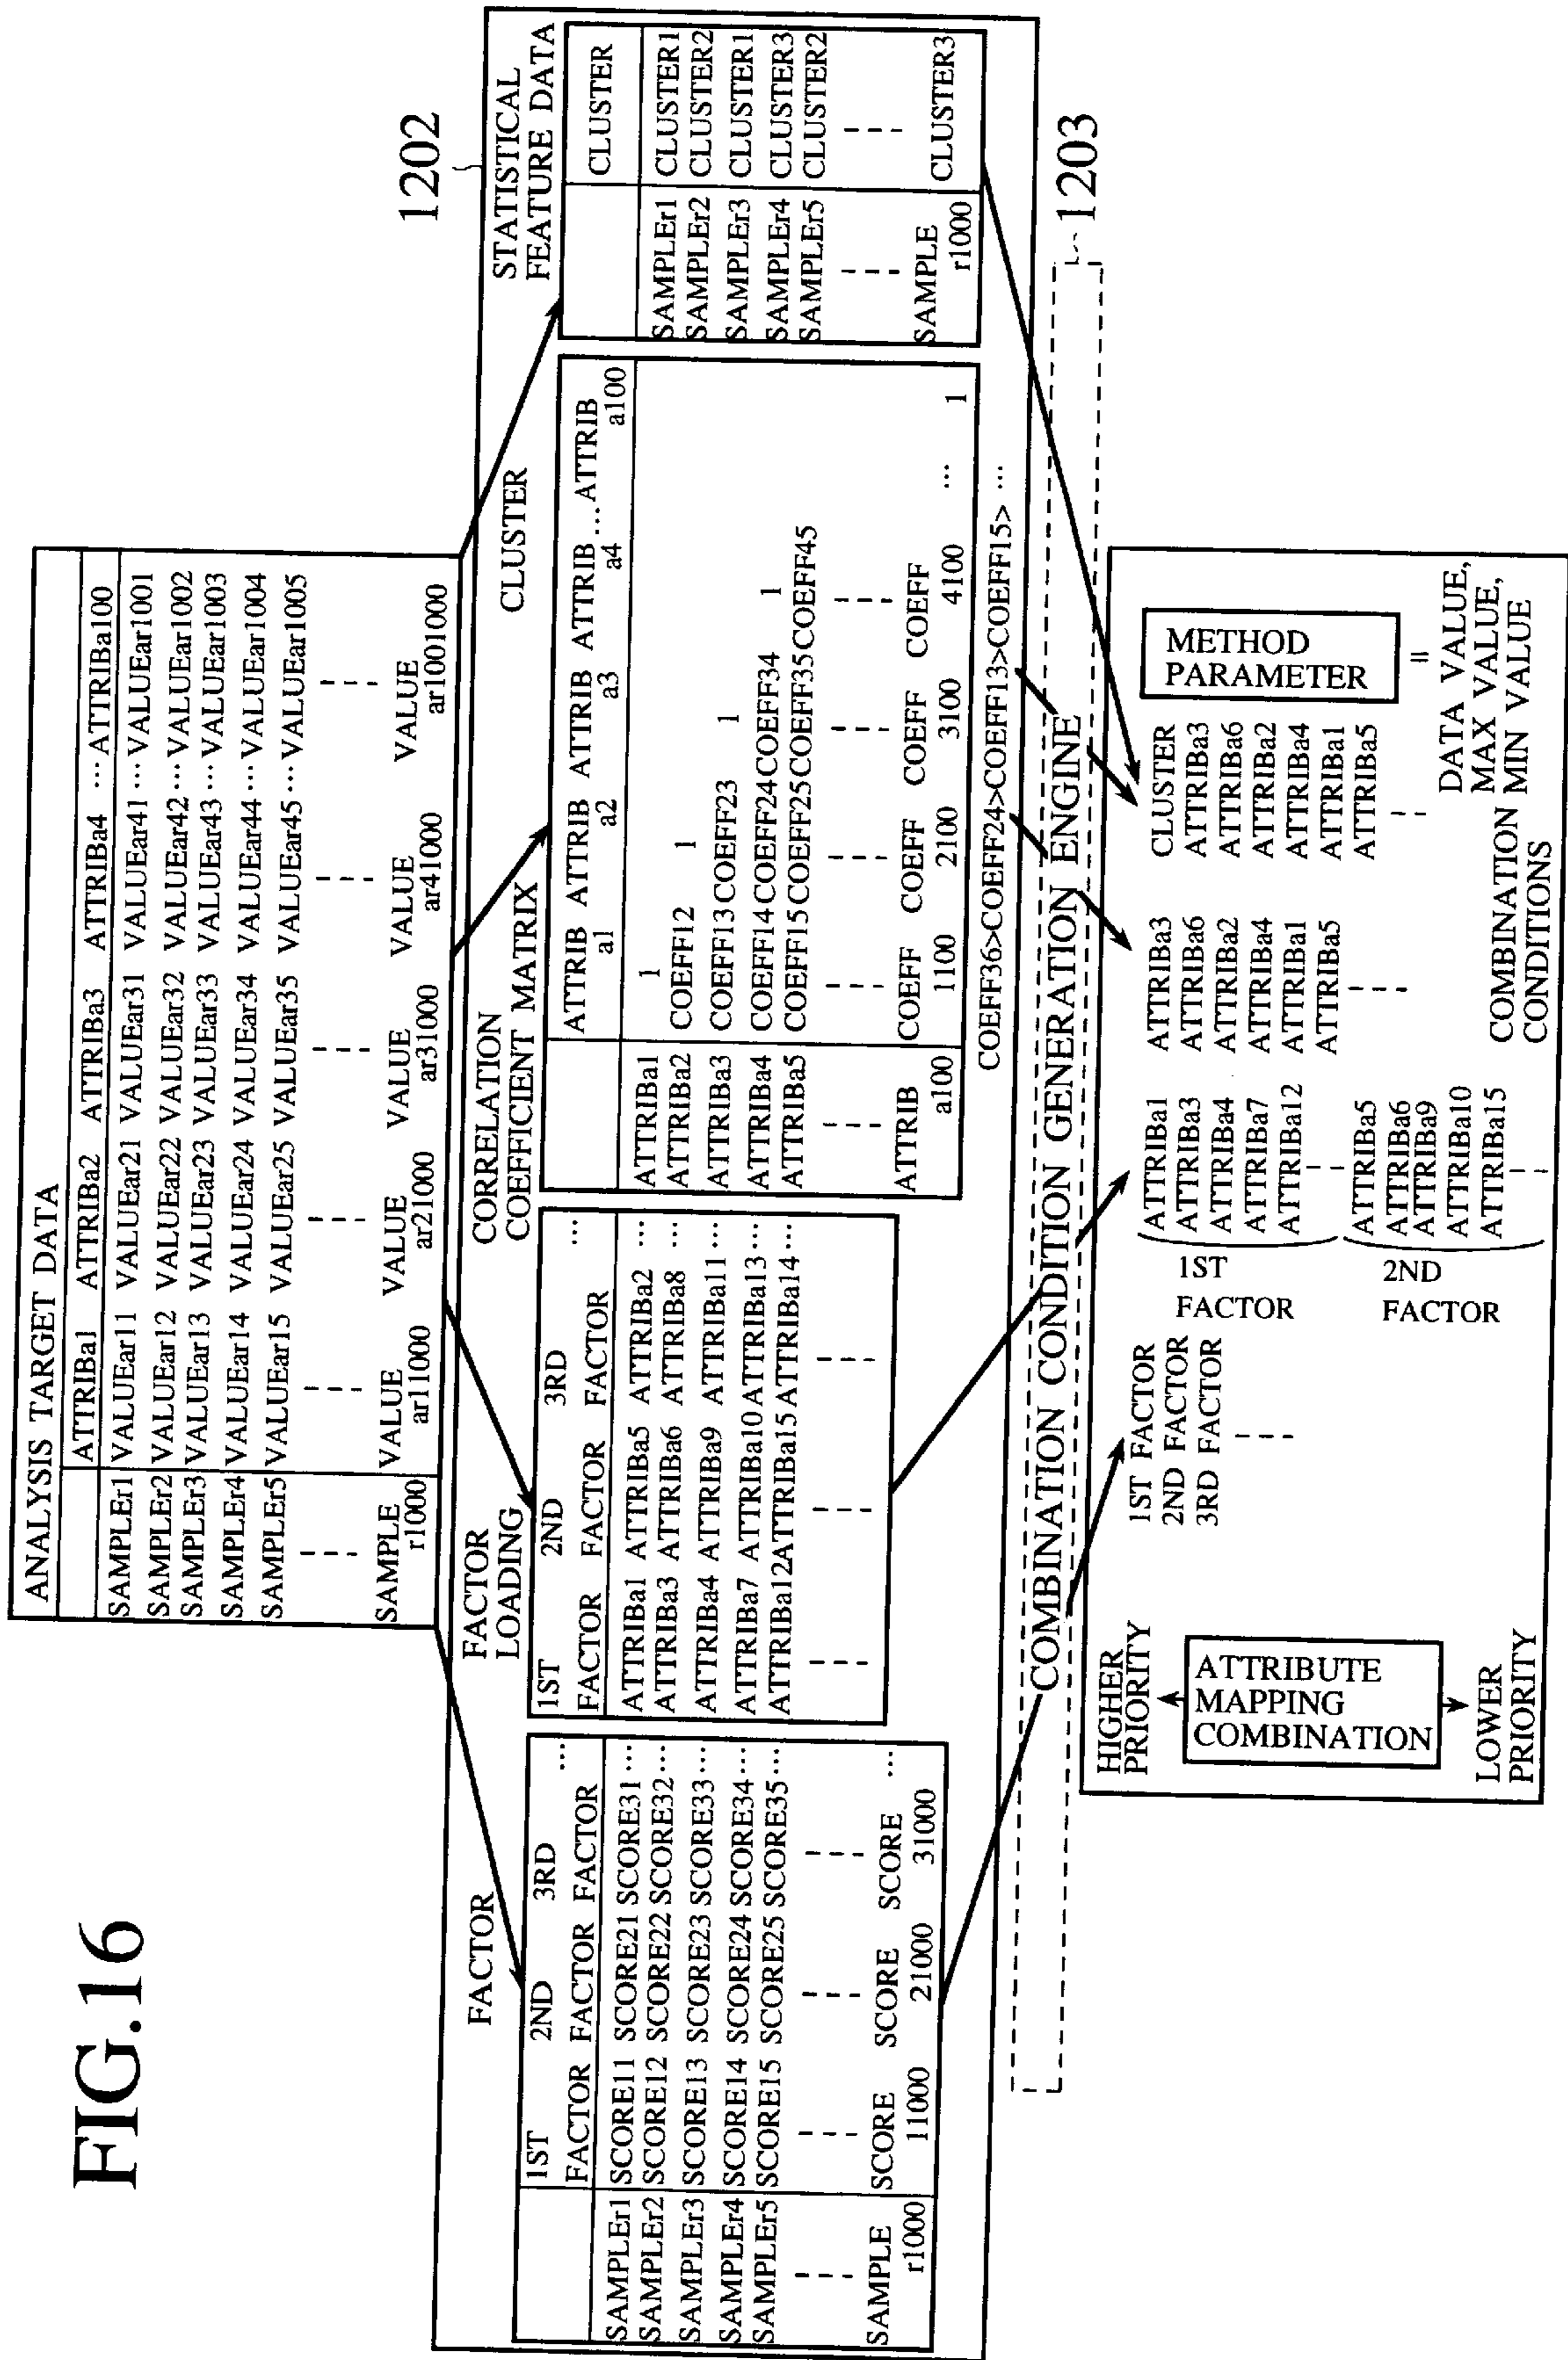 FIG.16
ANALYSIS TARGET DATA
ATTRIBa1 ATTRIBa2 ATTRIBa3 ATTRIBa4 ... ATTRIBa100
SAMPLEr1 VALUEar11 VALUEar21 VALUEar31 VALUEar41 ... VALUEar1001
SAMPLEr2 VALUEar12 VALUEar22 VALUEar32 VALUEar42 ... VALUEar1002
SAMPLEr3 VALUEar13 VALUEar23 VALUEar33 VALUEar43 ... VALUEar1003
SAMPLEr4 VALUEar14 VALUEar24 VALUEar34 VALUEar44 ... VALUEar1004
SAMPLEr5 VALUEar15 VALUEar25 VALUEar35 VALUEar45 ... VALUEar1005
--- --- --- --- --- ---
SAMPLE VALUE VALUE VALUE VALUE VALUE
r1000 ar11000 ar21000 ar31000 ar41000 ar1001000
1202
STATISTICAL
FEATURE DATA
FACTOR
1ST 2ND 3RD
FACTOR FACTOR FACTOR ...
SAMPLEr1 SCORE11 SCORE21 SCORE31 ...
SAMPLEr2 SCORE12 SCORE22 SCORE32 ...
SAMPLEr3 SCORE13 SCORE23 SCORE33 ...
SAMPLEr4 SCORE14 SCORE24 SCORE34 ...
SAMPLEr5 SCORE15 SCORE25 SCORE35 ...
--- --- --- ---
SAMPLE SCORE SCORE SCORE ...
r1000 11000 21000 31000
FACTOR
LOADING
1ST 2ND 3RD
FACTOR FACTOR FACTOR ...
ATTRIBa1 ATTRIBa5 ATTRIBa2 ...
ATTRIBa3 ATTRIBa6 ATTRIBa8 ...
ATTRIBa4 ATTRIBa9 ATTRIBa11 ...
ATTRIBa7 ATTRIBa10 ATTRIBa13 ...
ATTRIBa12 ATTRIBa15 ATTRIBa14 ...
--- --- ---
CORRELATION
COEFFICIENT MATRIX
ATTRIB ATTRIB ATTRIB ATTRIB ... ATTRIB
a1 a2 a3 a4 a100
ATTRIBa1 1
ATTRIBa2 COEFF12 1
ATTRIBa3 COEFF13 COEFF23 1
ATTRIBa4 COEFF14 COEFF24 COEFF34 1
ATTRIBa5 COEFF15 COEFF25 COEFF35 COEFF45
--- --- --- --- ---
ATTRIB COEFF COEFF COEFF COEFF
a100 1100 2100 3100 4100 ... 1
COEFF36>COEFF24>COEFF13>COEFF15> ...
CLUSTER
CLUSTER
SAMPLEr1 CLUSTER1
SAMPLEr2 CLUSTER2
SAMPLEr3 CLUSTER1
SAMPLEr4 CLUSTER3
SAMPLEr5 CLUSTER2
--- ---
SAMPLE CLUSTER3
r1000
COMBINATION CONDITION GENERATION ENGINE
1203
HIGHER
PRIORITY
ATTRIBUTE
MAPPING
COMBINATION
LOWER
PRIORITY
1ST FACTOR
2ND FACTOR
3RD FACTOR
---
1ST
FACTOR
ATTRIBa1
ATTRIBa3
ATTRIBa4
ATTRIBa7
ATTRIBa12
---
2ND
FACTOR
ATTRIBa5
ATTRIBa6
ATTRIBa9
ATTRIBa10
ATTRIBa15
---
ATTRIBa3
ATTRIBa6
ATTRIBa2
ATTRIBa4
ATTRIBa1
ATTRIBa5
---
CLUSTER
ATTRIBa3
ATTRIBa6
ATTRIBa2
ATTRIBa4
ATTRIBa1
ATTRIBa5
---
METHOD
PARAMETER
=
DATA VALUE,
MAX VALUE,
MIN VALUE
COMBINATION
CONDITIONS